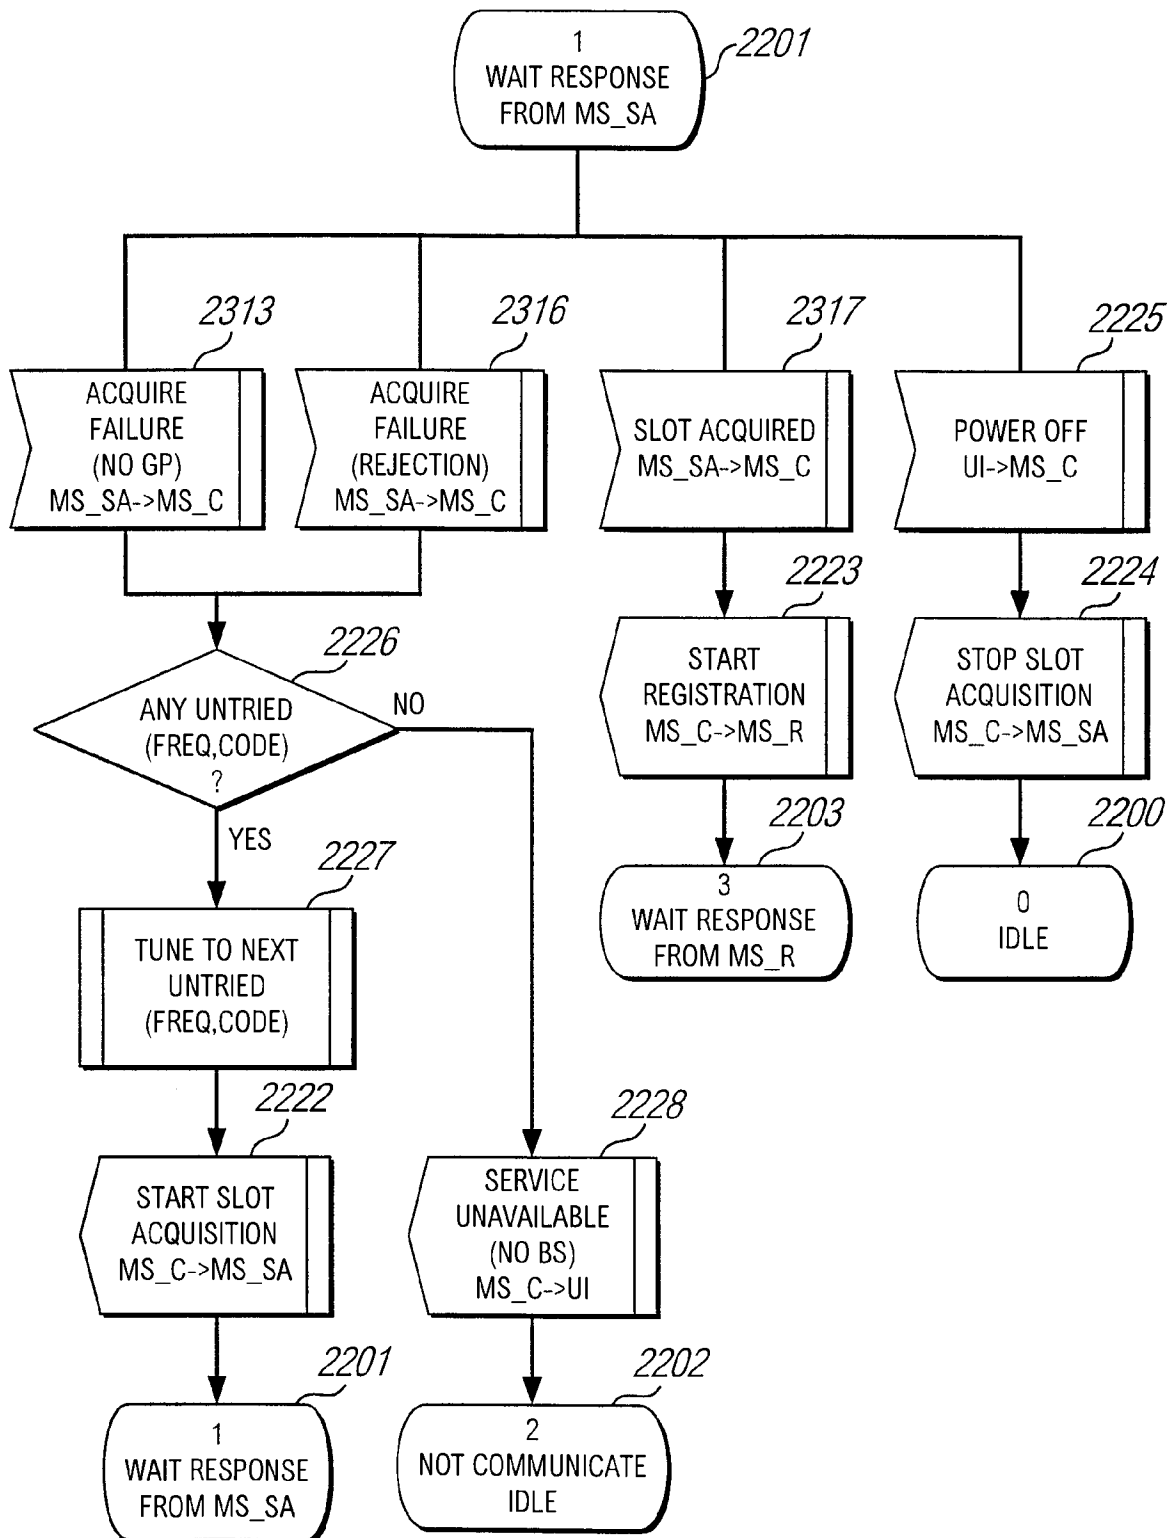 1
WAIT RESPONSE
FROM MS_SA
2201
2313
ACQUIRE
FAILURE
(NO GP)
MS_SA->MS_C
2316
ACQUIRE
FAILURE
(REJECTION)
MS_SA->MS_C
2317
SLOT ACQUIRED
MS_SA->MS_C
2225
POWER OFF
UI->MS_C
2223
START
REGISTRATION
MS_C->MS_R
2224
STOP SLOT
ACQUISITION
MS_C->MS_SA
2226
ANY UNTRIED
(FREQ,CODE)
?
NO
YES
2203
3
WAIT RESPONSE
FROM MS_R
2200
0
IDLE
2227
TUNE TO NEXT
UNTRIED
(FREQ,CODE)
2222
START SLOT
ACQUISITION
MS_C->MS_SA
2228
SERVICE
UNAVAILABLE
(NO BS)
MS_C->UI
2201
1
WAIT RESPONSE
FROM MS_SA
2202
2
NOT COMMUNICATE
IDLE